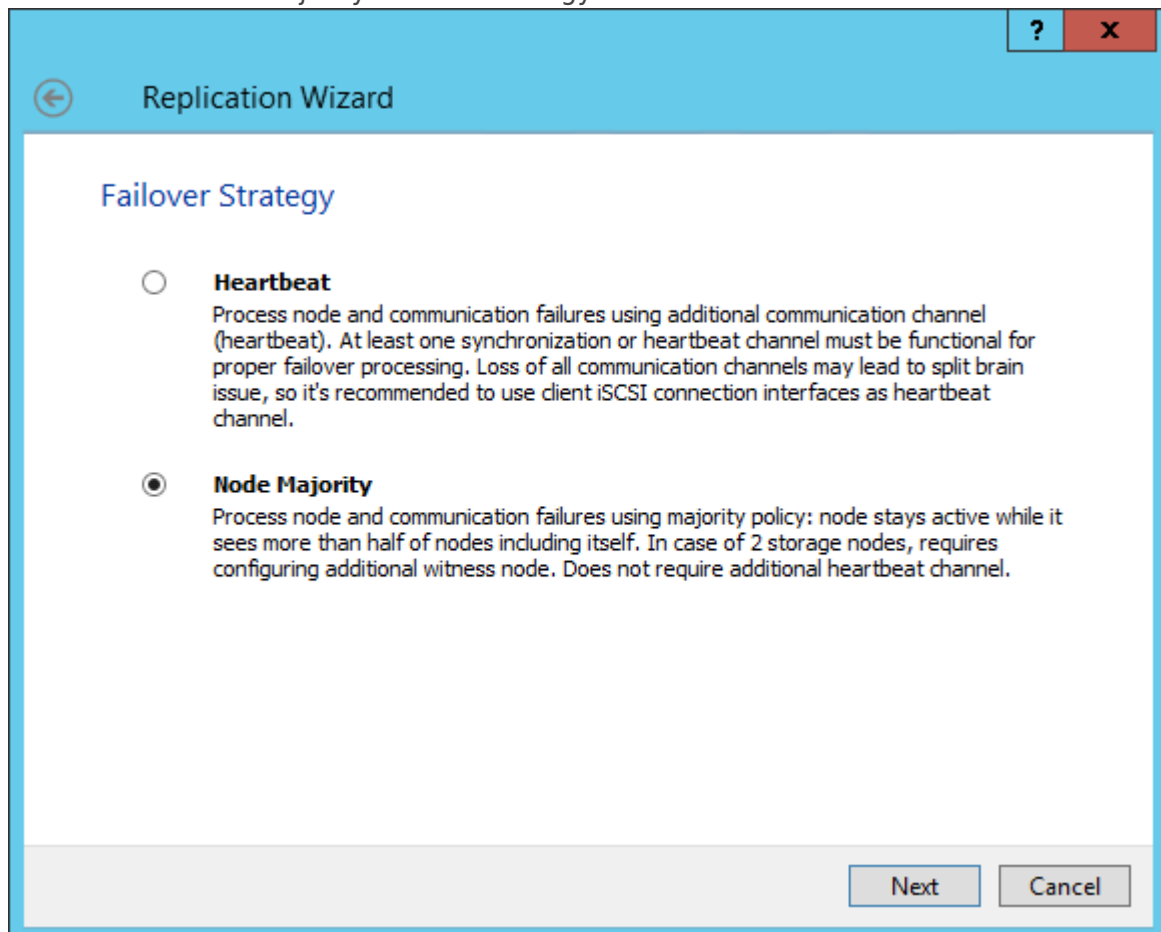 ? x
Replication Wizard
Failover Strategy
Heartbeat
Process node and communication failures using additional communication channel
(heartbeat). At least one synchronization or heartbeat channel must be functional for
proper failover processing. Loss of all communication channels may lead to split brain
issue, so it's recommended to use client iSCSI connection interfaces as heartbeat
channel.
Node Majority
Process node and communication failures using majority policy: node stays active while it
sees more than half of nodes including itself. In case of 2 storage nodes, requires
configuring additional witness node. Does not require additional heartbeat channel.
Next Cancel